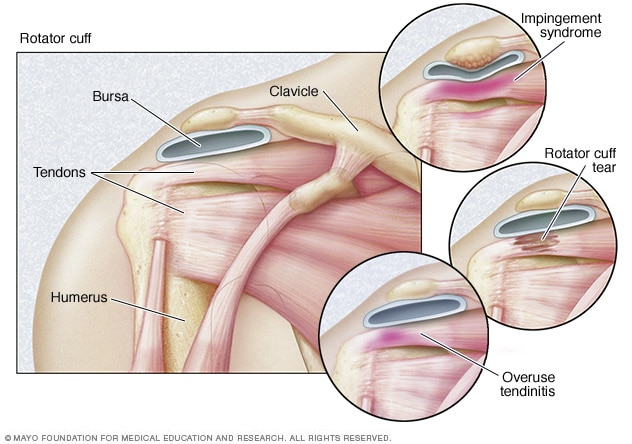 Impingement
syndrome
Rotator cuff
Clavicle
Bursa
Rotator cuff
tear
Tendons
Humerus
Overuse
tendinitis
© MAYO FOUNDATION FOR MEDICAL EDUCATION AND RESEARCH. ALL RIGHTS RESERVED.